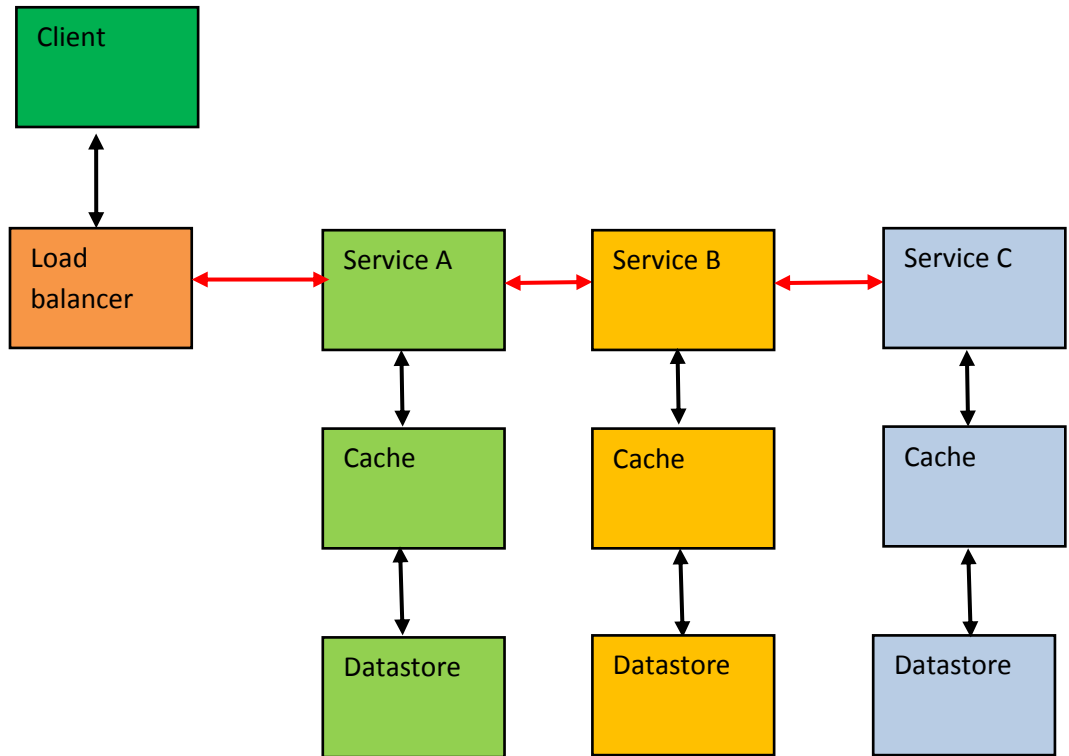 Client
Load
balancer
Service A
Service B
Service C
Cache
Cache
Cache
Datastore
Datastore
Datastore